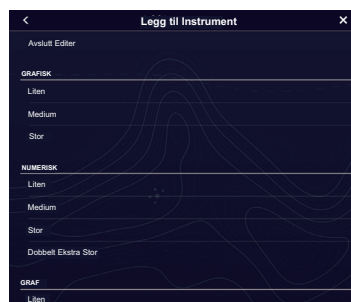 Legg til Instrument
Avslutt Editer
GRAFISK
Liten
Medium
Stor
NUMERISK
Liten
Medium
Stor
Dobbelt Ekstra Stor
GRAF
Liten